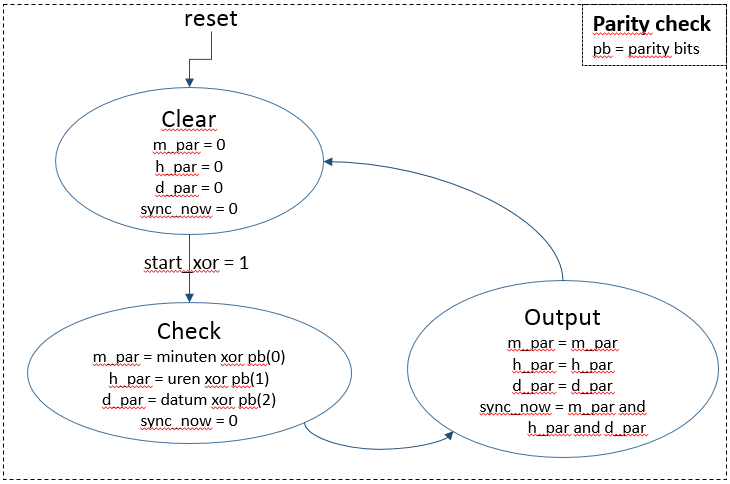 reset
Parity check
pb = parity bits
Clear
m_par = 0
h_par = 0
d_par = 0
sync_now = 0
start_xor = 1
Check
m_par = minuten xor pb(0)
h_par = uren xor pb(1)
d_par = datum xor pb(2)
sync_now = 0
Output
m_par = m_par
h_par = h_par
d_par = d_par
sync_now = m_par and
h_par and d_par